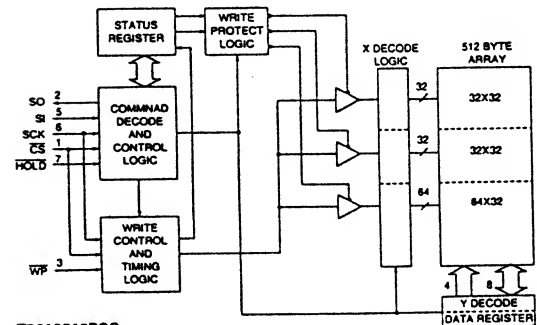 STATUS
REGISTER
WRITE
PROTECT
LOGIC
X DECODE
LOGIC
512 BYTE
ARRAY
SO 2
SI 5
SCK 6
CS 1
HOLD 7
COMMNAD
DECODE
AND
CONTROL
LOGIC
32
32X32
32
32X32
64
64X32
WP 3
WRITE
CONTROL
AND
TIMING
LOGIC
4
8
Y DECODE
DATA REGISTER